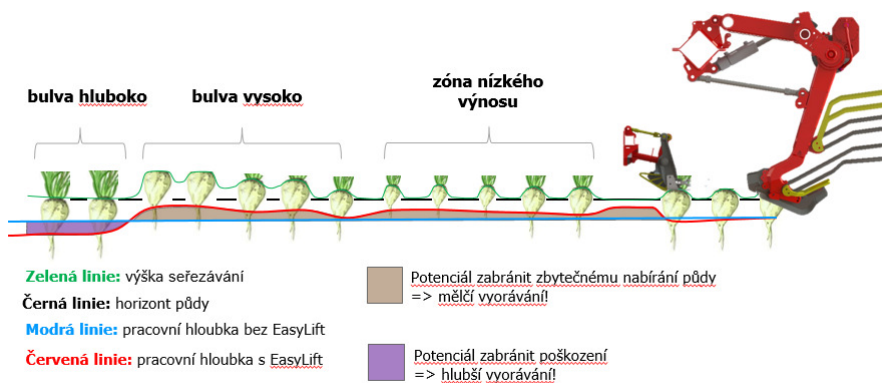 bulva hluboko
bulva vysoko
zóna nízkého
výnosu
Zelená linie: výška seřezávání
Černá linie: horizont půdy
Modrá linie: pracovní hloubka bez EasyLift
Červená linie: pracovní hloubka s EasyLift
Potenciál zabránit zbytečnému nabírání půdy
=> mělčí vyorávání!
Potenciál zabránit poškození
=> hlubší vyorávání!